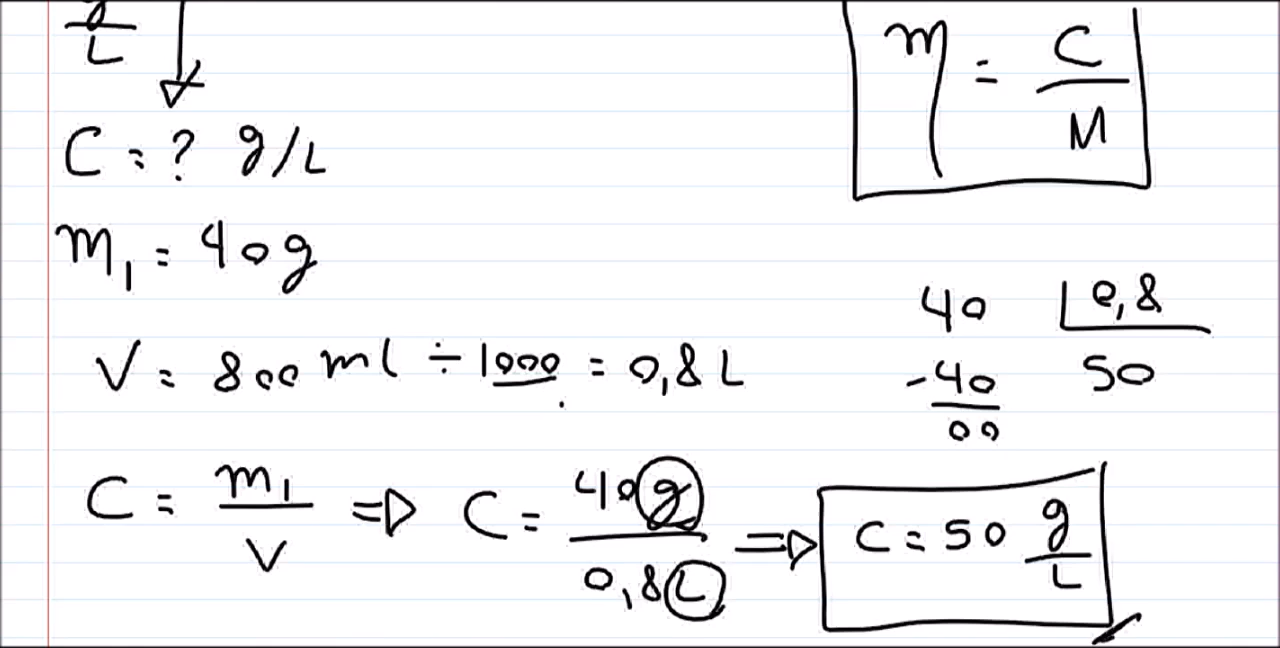 g/L
C = ? g/L
m₁ = 40g
V = 800 ml ÷ 1000 = 0,8 L
C = m₁/V ⇒ C = 40g/0,8L ⇒ C = 50 g/L
m = C/M
40 | 0,8
-40 50
00